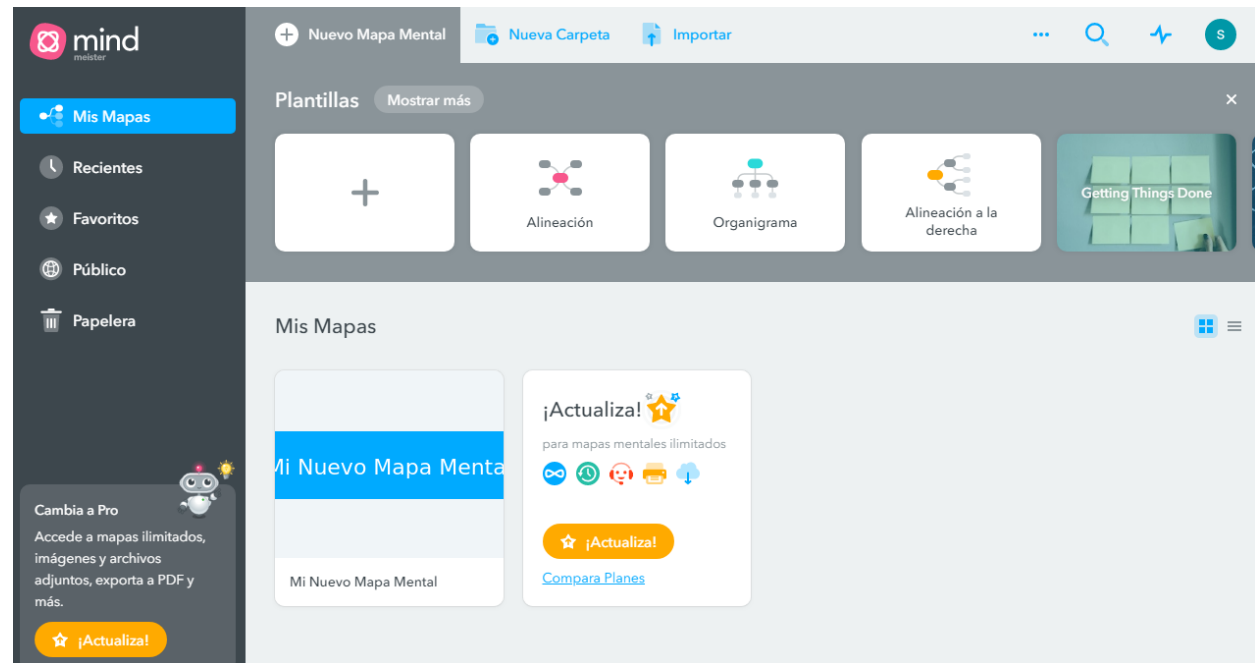 mind
meister
Nuevo Mapa Mental
Nueva Carpeta
Importar
S
Mis Mapas
Recientes
Favoritos
Público
Papelera
Plantillas
Mostrar más
Alineación
Organigrama
Alineación a la
derecha
Getting Things Done
Mis Mapas
Mi Nuevo Mapa Menta
Mi Nuevo Mapa Mental
¡Actualiza!
para mapas mentales ilimitados
¡Actualiza!
Compara Planes
Cambia a Pro
Accede a mapas ilimitados,
imágenes y archivos
adjuntos, exporta a PDF y
más.
¡Actualiza!